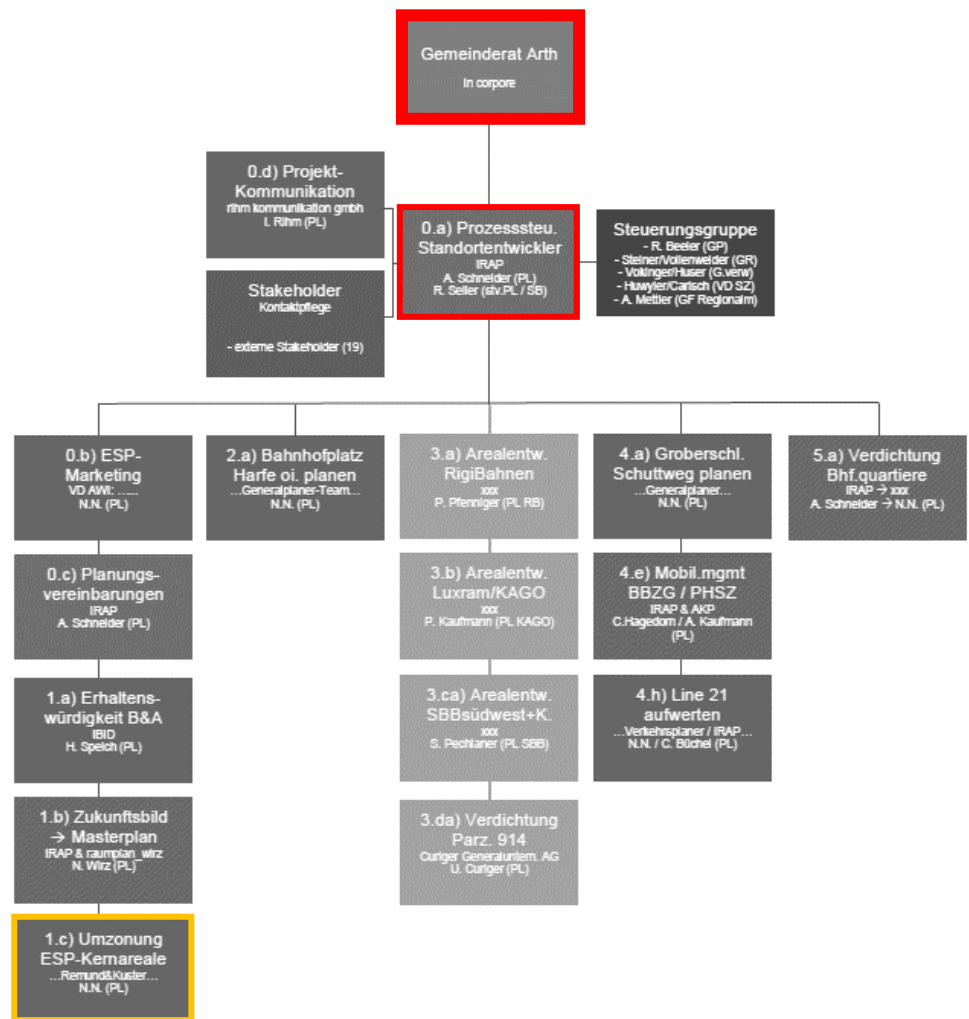 Gemeinderat Arth
In corpore
0.d) Projekt-
Kommunikation
rihm kommunikation gmbh
I. Rihm (PL)
0.a) Prozesssteu.
Standortentwickler
IRAP
A. Schneider (PL)
R. Seiler (stv.PL / SB)
Steuerungsgruppe
- R. Beeler (GP)
- Steiner/Vollenweider (GR)
- Vokinger/Huser (G.verw)
- Huwyler/Carisch (VD SZ)
- A. Mettler (GF Regionalm)
Stakeholder
Kontaktpflege
- externe Stakeholder (19)
0.b) ESP-
Marketing
VD AWI: ......
N.N. (PL)
2.a) Bahnhofplatz
Harfe oi. planen
...Generalplaner-Team...
N.N. (PL)
3.a) Arealentw.
RigiBahnen
xxx
P. Pfenniger (PL RB)
4.a) Groberschl.
Schuttweg planen
...Generalplaner...
N.N. (PL)
5.a) Verdichtung
Bhf.quartiere
IRAP → xxx
A. Schneider → N.N. (PL)
0.c) Planungs-
vereinbarungen
IRAP
A. Schneider (PL)
3.b) Arealentw.
Luxram/KAGO
xxx
P. Kaufmann (PL KAGO)
4.e) Mobil.mgmt
BBZG / PHSZ
IRAP & AKP
C.Hagedorn / A. Kaufmann
(PL)
1.a) Erhaltens-
würdigkeit B&A
IBID
H. Speich (PL)
3.ca) Arealentw.
SBBsüdwest+K.
xxx
S. Pechlaner (PL SBB)
4.h) Line 21
aufwerten
...Verkehrsplaner / IRAP...
N.N. / C. Büchel (PL)
1.b) Zukunftsbild
→ Masterplan
IRAP & raumplan_wirz
N. Wirz (PL)
3.da) Verdichtung
Parz. 914
Curiger Generaluntern. AG
U. Curiger (PL)
1.c) Umzonung
ESP-Kernareale
...Remund&Kuster...
N.N. (PL)